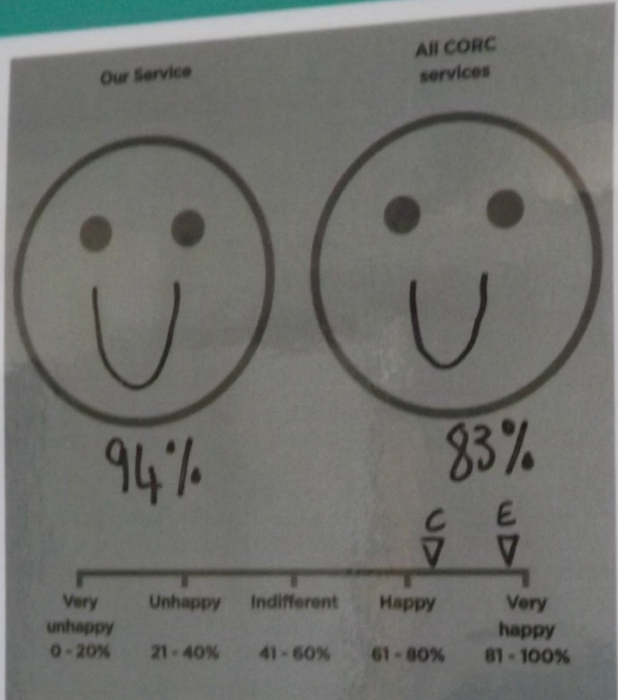 Our Service
All CORC
services
94%
83%
C E
Very unhappy Unhappy Indifferent Happy Very happy
0 - 20% 21 - 40% 41 - 60% 61 - 80% 81 - 100%